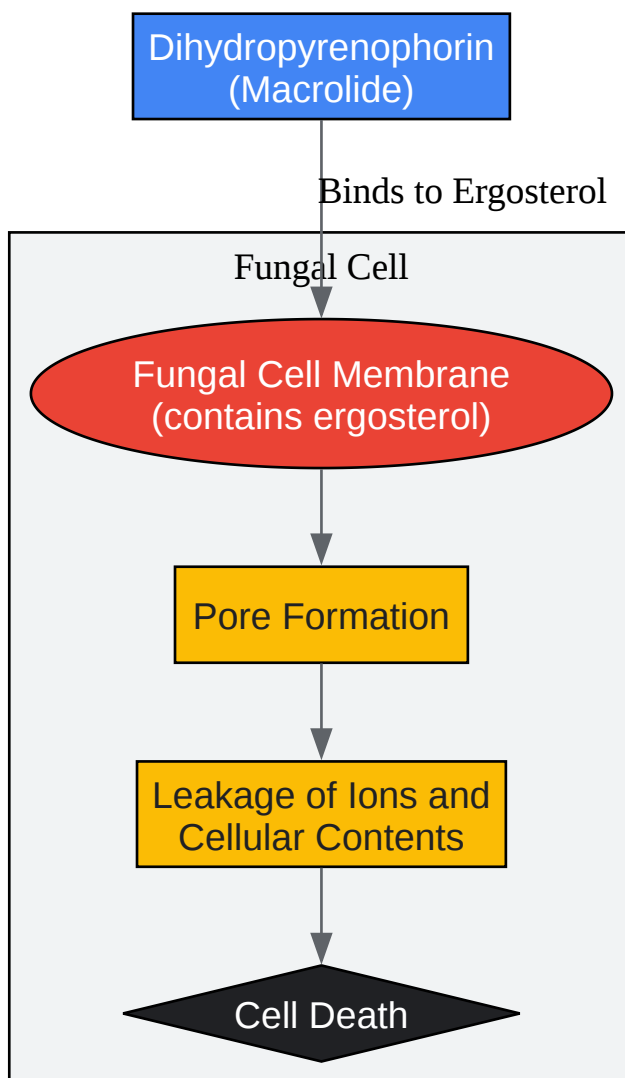 Dihydropyrenophorin
(Macrolide)
Binds to Ergosterol
Fungal Cell
Fungal Cell Membrane
(contains ergosterol)
Pore Formation
Leakage of Ions and
Cellular Contents
Cell Death